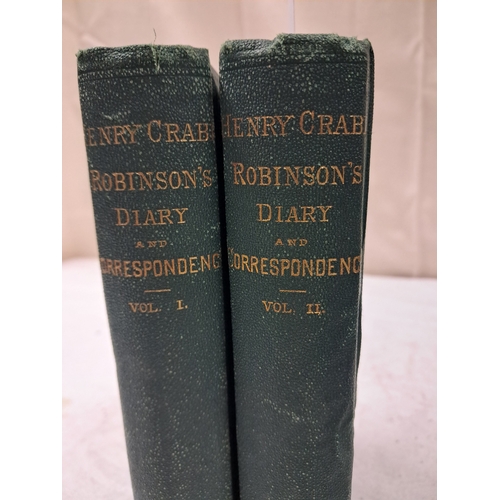 HENRY CRAB
ROBINSON'S
DIARY
AND
CORRESPONDENC
VOL. I.
HENRY CRAB
ROBINSON'S
DIARY
AND
CORRESPONDENC
VOL. II.